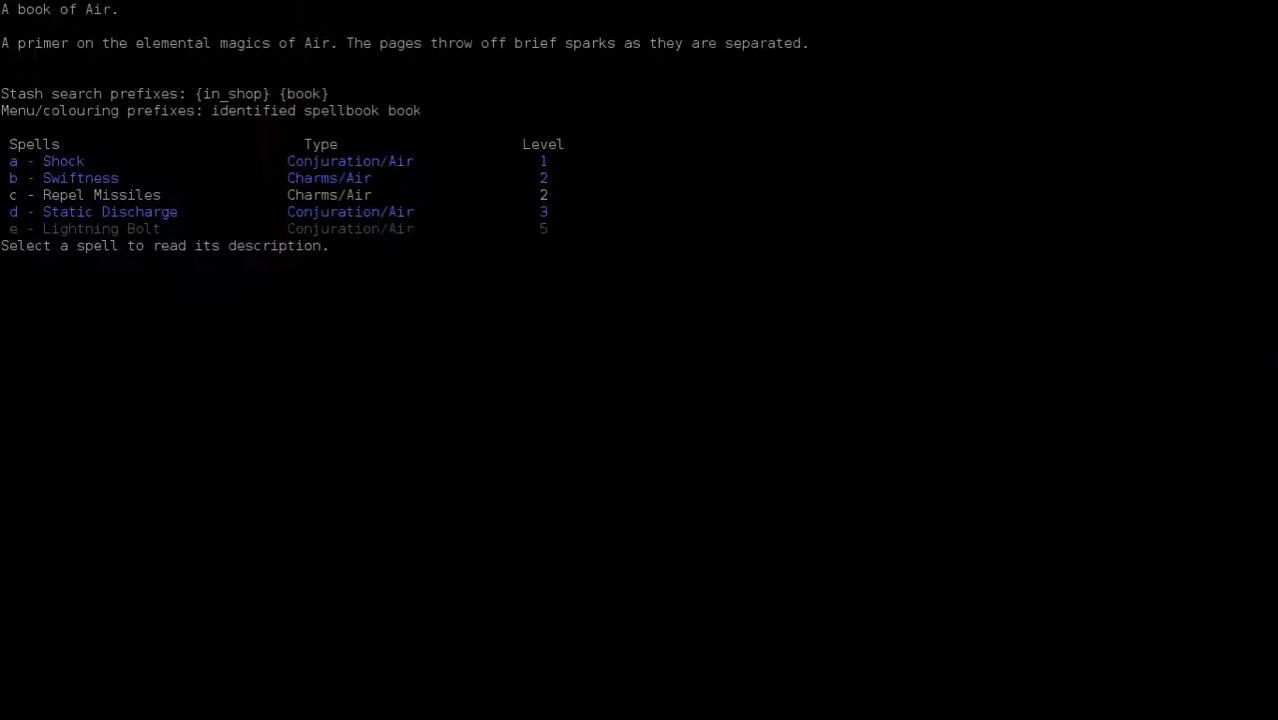 A book of Air.
A primer on the elemental magics of Air. The pages throw off brief sparks as they are separated.
Stash search prefixes: {in_shop} {book}
Menu/colouring prefixes: identified spellbook book
Spells Type Level
a - Shock Conjuration/Air 1
b - Swiftness Charms/Air 2
c - Repel Missiles Charms/Air 2
d - Static Discharge Conjuration/Air 3
e - Lightning Bolt Conjuration/Air 5
Select a spell to read its description.